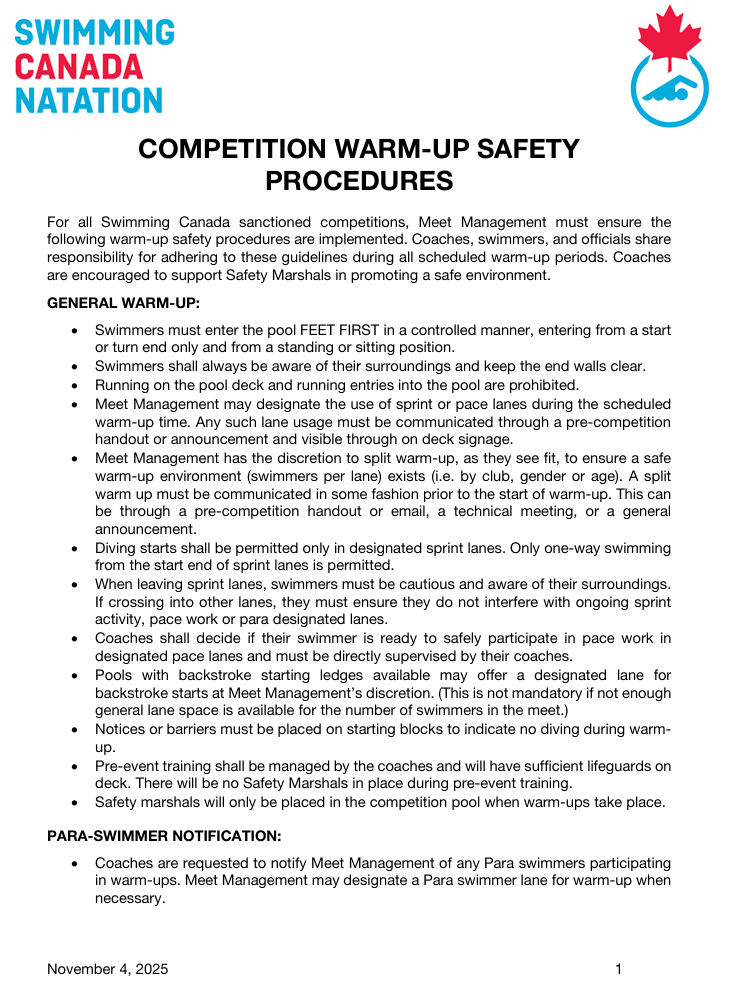 SWIMMING
CANADA
NATATION
COMPETITION WARM-UP SAFETY
PROCEDURES
For all Swimming Canada sanctioned competitions, Meet Management must ensure the
following warm-up safety procedures are implemented. Coaches, swimmers, and officials share
responsibility for adhering to these guidelines during all scheduled warm-up periods. Coaches
are encouraged to support Safety Marshals in promoting a safe environment.
GENERAL WARM-UP:
• Swimmers must enter the pool FEET FIRST in a controlled manner, entering from a start
or turn end only and from a standing or sitting position.
• Swimmers shall always be aware of their surroundings and keep the end walls clear.
• Running on the pool deck and running entries into the pool are prohibited.
• Meet Management may designate the use of sprint or pace lanes during the scheduled
warm-up time. Any such lane usage must be communicated through a pre-competition
handout or announcement and visible through on deck signage.
• Meet Management has the discretion to split warm-up, as they see fit, to ensure a safe
warm-up environment (swimmers per lane) exists (i.e. by club, gender or age). A split
warm up must be communicated in some fashion prior to the start of warm-up. This can
be through a pre-competition handout or email, a technical meeting, or a general
announcement.
• Diving starts shall be permitted only in designated sprint lanes. Only one-way swimming
from the start end of sprint lanes is permitted.
• When leaving sprint lanes, swimmers must be cautious and aware of their surroundings.
If crossing into other lanes, they must ensure they do not interfere with ongoing sprint
activity, pace work or para designated lanes.
• Coaches shall decide if their swimmer is ready to safely participate in pace work in
designated pace lanes and must be directly supervised by their coaches.
• Pools with backstroke starting ledges available may offer a designated lane for
backstroke starts at Meet Management’s discretion. (This is not mandatory if not enough
general lane space is available for the number of swimmers in the meet.)
• Notices or barriers must be placed on starting blocks to indicate no diving during warm-
up.
• Pre-event training shall be managed by the coaches and will have sufficient lifeguards on
deck. There will be no Safety Marshals in place during pre-event training.
• Safety marshals will only be placed in the competition pool when warm-ups take place.
PARA-SWIMMER NOTIFICATION:
• Coaches are requested to notify Meet Management of any Para swimmers participating
in warm-ups. Meet Management may designate a Para swimmer lane for warm-up when
necessary.
November 4, 2025 1